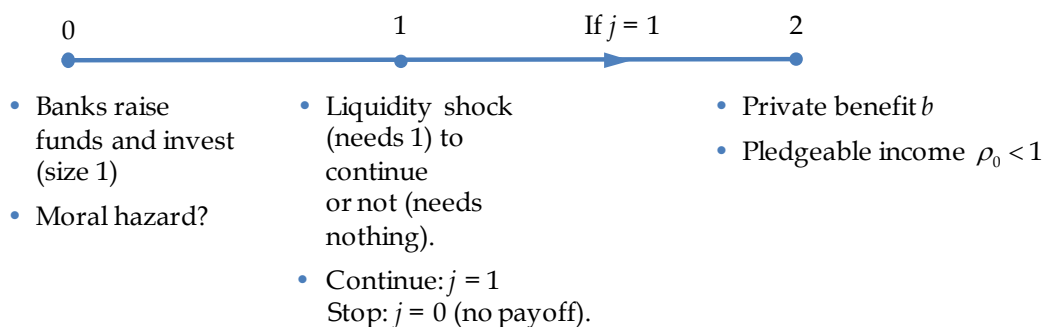 0
1
If j = 1
2
• Banks raise
funds and invest
(size 1)
• Moral hazard?
• Liquidity shock
(needs 1) to
continue
or not (needs
nothing).
• Continue: j = 1
Stop: j = 0 (no payoff).
• Private benefit b
• Pledgeable income ρ₀ < 1